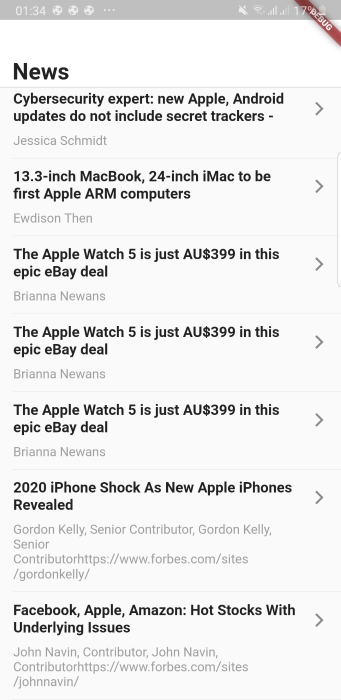 01:34 ... 17%
DEBUG
News
Cybersecurity expert: new Apple, Android
updates do not include secret trackers -
Jessica Schmidt
13.3-inch MacBook, 24-inch iMac to be
first Apple ARM computers
Ewdison Then
The Apple Watch 5 is just AU$399 in this
epic eBay deal
Brianna Newans
The Apple Watch 5 is just AU$399 in this
epic eBay deal
Brianna Newans
The Apple Watch 5 is just AU$399 in this
epic eBay deal
Brianna Newans
2020 iPhone Shock As New Apple iPhones
Revealed
Gordon Kelly, Senior Contributor, Gordon Kelly,
Senior
Contributorhttps://www.forbes.com/sites
/gordonkelly/
Facebook, Apple, Amazon: Hot Stocks With
Underlying Issues
John Navin, Contributor, John Navin,
Contributorhttps://www.forbes.com/sites
/johnnavin/